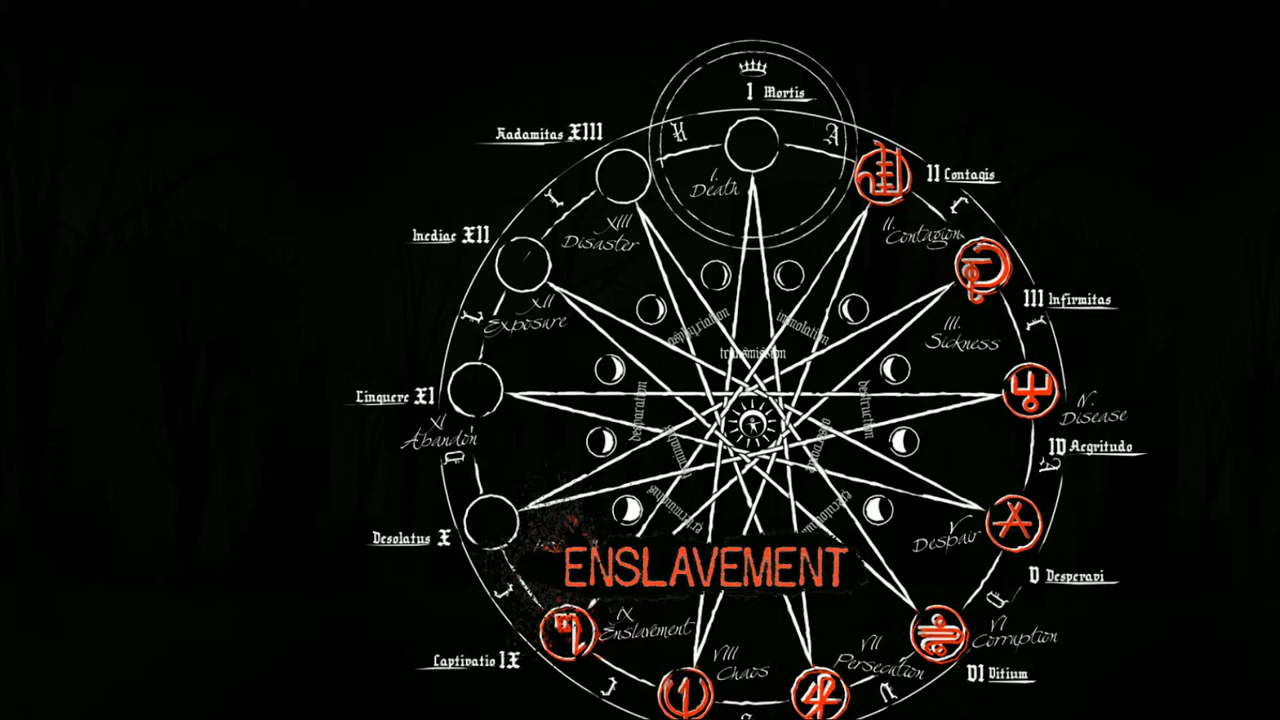 I Mortis
K
A
I.
Death
Kadamitas XIII
XIII
Disaster
II Contagis
II.
Contagion
Inediae XII
XII
Exposure
III Infirmitas
III.
Sickness
asphyxiation
immolation
transmission
Linquere XI
XI
Abandon
IV.
Disease
IV Aegritudo
Desolatus X
V
Despair
V Desperavi
ENSLAVEMENT
IX
Enslavement
Captivatio IX
VIII
Chaos
VII
Persecution
VI
Corruption
VI Vitium